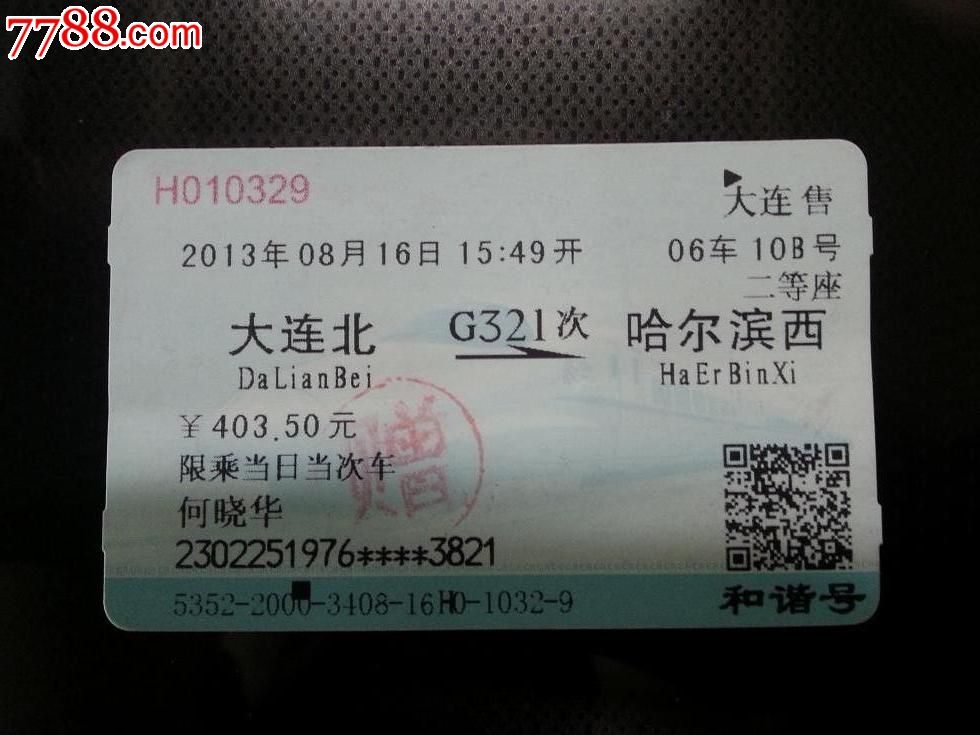 7788.com
H010329
大连售
2013年08月16日 15:49开
06车 10B号
二等座
大连北
G321次
哈尔滨西
DaLianBei
HaErBinXi
￥403.50元
赠
限乘当日当次车
何晓华
2302251976****3821
5352-2000-3408-16H0-1032-9
和谐号